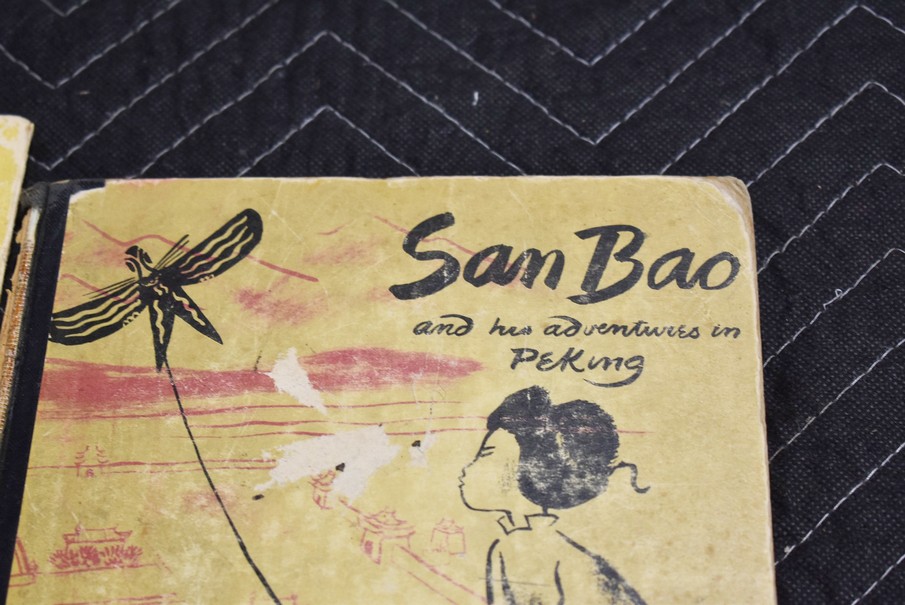 San Bao
and his adventures in
PEKing